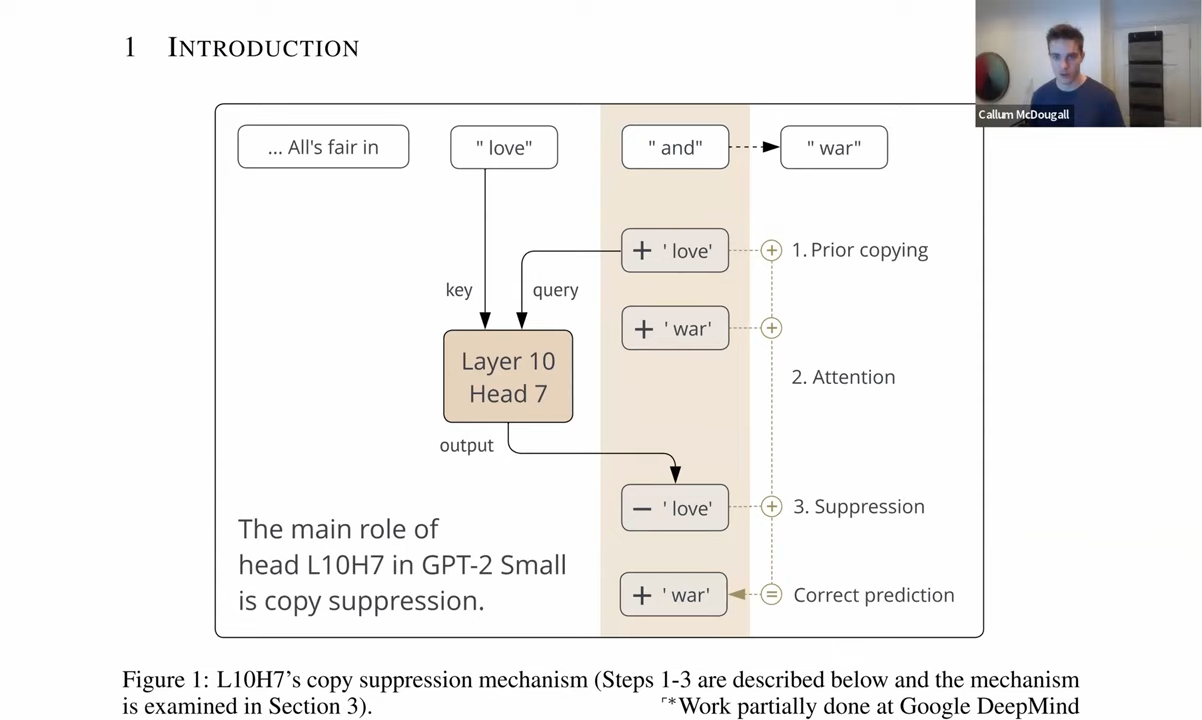 1 INTRODUCTION
Callum McDougall
... All's fair in
" love"
" and"
" war"
+ ' love'
+
1. Prior copying
key
query
+ ' war'
+
Layer 10
Head 7
2. Attention
output
− ' love'
+
3. Suppression
The main role of
head L10H7 in GPT-2 Small
is copy suppression.
+ ' war'
=
Correct prediction
Figure 1: L10H7's copy suppression mechanism (Steps 1-3 are described below and the mechanism
is examined in Section 3).
*Work partially done at Google DeepMind